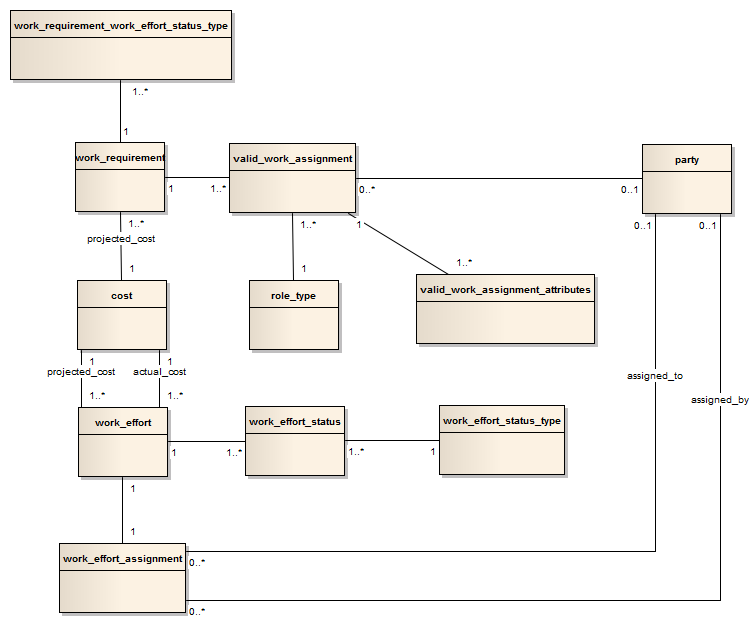 work_requirement_work_effort_status_type
1..*
1
work_requirement
valid_work_assignment
party
1
1..*
0..*
0..1
1..*
projected_cost
1
1..*
1
1
1..*
0..1
0..1
cost
role_type
valid_work_assignment_attributes
1
1
projected_cost
actual_cost
1..*
1..*
assigned_to
assigned_by
work_effort
work_effort_status
work_effort_status_type
1
1..*
1..*
1
1
1
work_effort_assignment
0..*
0..*